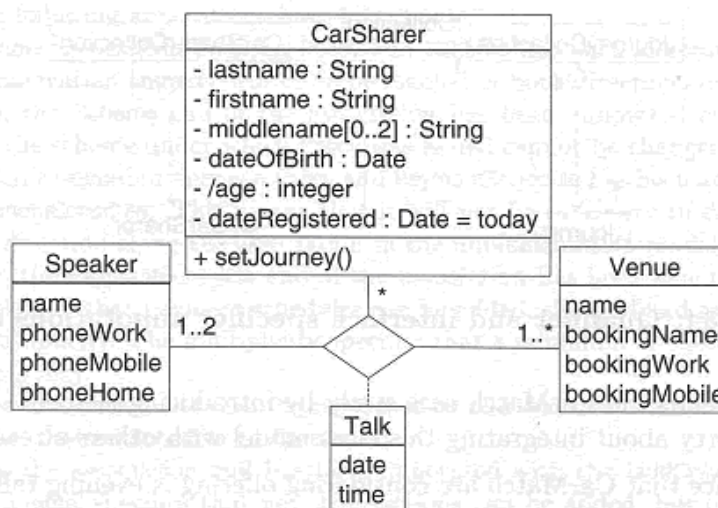 CarSharer
- lastname : String
- firstname : String
- middlename[0..2] : String
- dateOfBirth : Date
- /age : integer
- dateRegistered : Date = today
+ setJourney()
Speaker
name
phoneWork
phoneMobile
phoneHome
1..2
*
1..*
Venue
name
bookingName
bookingWork
bookingMobile
Talk
date
time